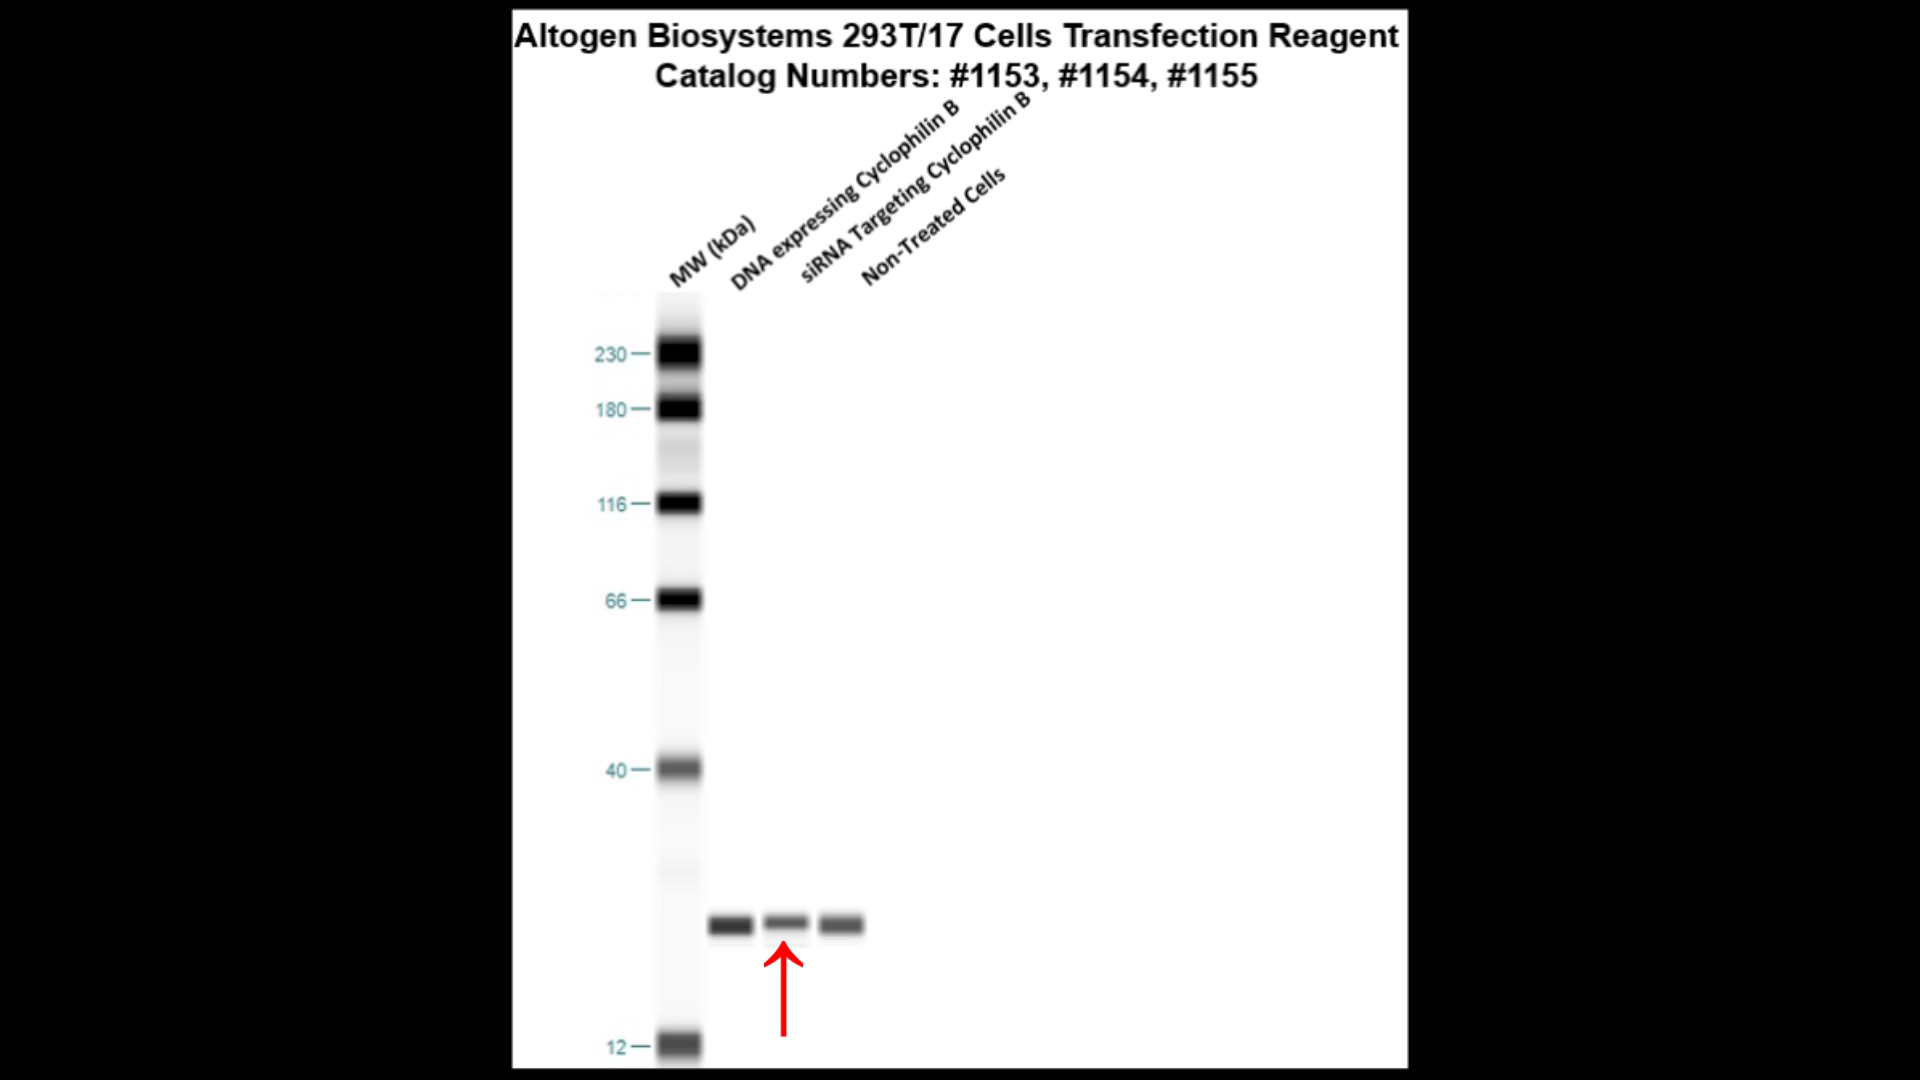 Altogen Biosystems 293T/17 Cells Transfection Reagent
Catalog Numbers: #1153, #1154, #1155
MW (kDa)
DNA expressing Cyclophilin B
siRNA Targeting Cyclophilin B
Non-Treated Cells
230
180
116
66
40
12